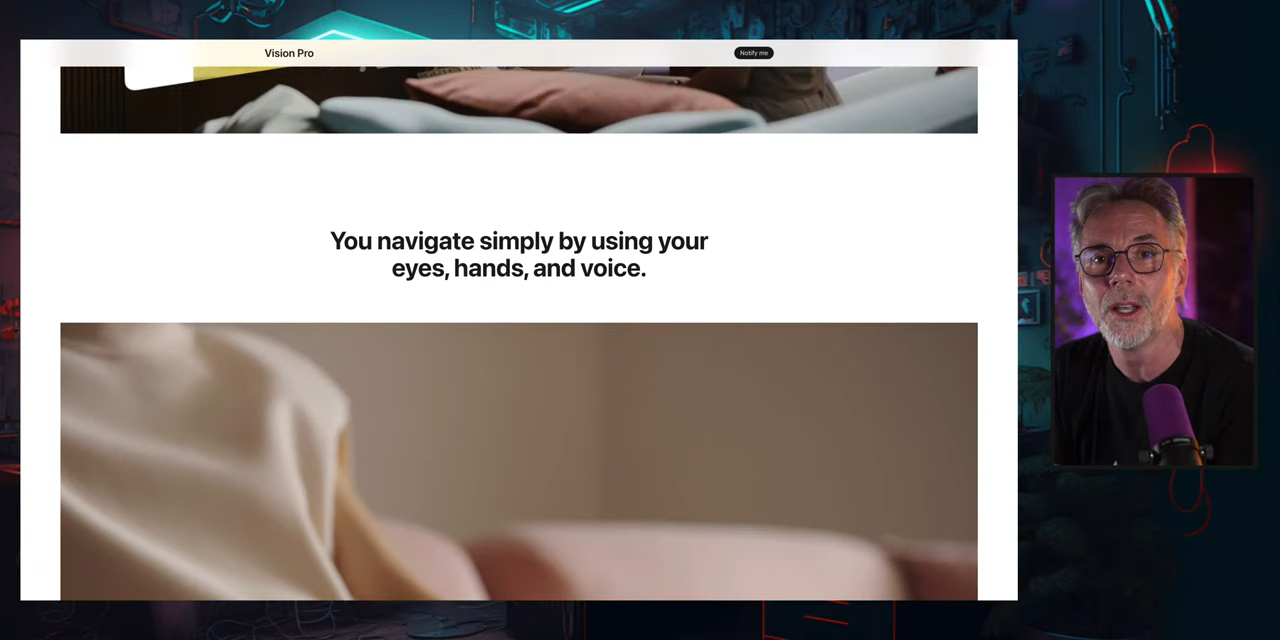 Vision Pro
Notify me
You navigate simply by using your
eyes, hands, and voice.